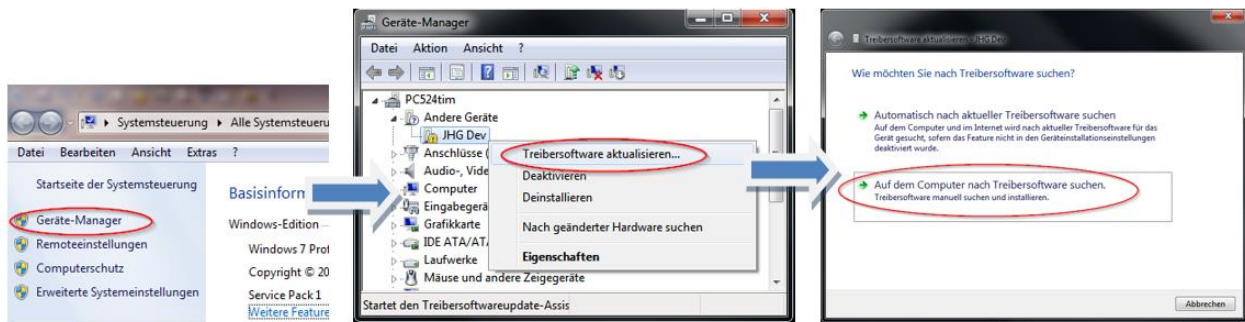 Systemsteuerung ▸ Alle Systemsteueru
Datei Bearbeiten Ansicht Extras ?
Startseite der Systemsteuerung
Geräte-Manager
Remoteeinstellungen
Computerschutz
Erweiterte Systemeinstellungen
Basisinform
Windows-Edition
Windows 7 Prof
Copyright © 20
Service Pack 1
Weitere Feature
Geräte-Manager
Datei Aktion Ansicht ?
PC524tim
Andere Geräte
JHG Dev
Anschlüsse (
Audio-, Vide
Computer
Eingabegerä
Grafikkarte
IDE ATA/AT
Laufwerke
Mäuse und andere Zeigegeräte
Treibersoftware aktualisieren...
Deaktivieren
Deinstallieren
Nach geänderter Hardware suchen
Eigenschaften
Startet den Treibersoftwareupdate-Assis
Treibersoftware aktualisieren - JHG Dev
Wie möchten Sie nach Treibersoftware suchen?
Automatisch nach aktueller Treibersoftware suchen
Auf dem Computer und im Internet wird nach aktueller Treibersoftware für das
Gerät gesucht, sofern das Feature nicht in den Geräteinstallationseinstellungen
deaktiviert wurde.
Auf dem Computer nach Treibersoftware suchen.
Treibersoftware manuell suchen und installieren.
Abbrechen